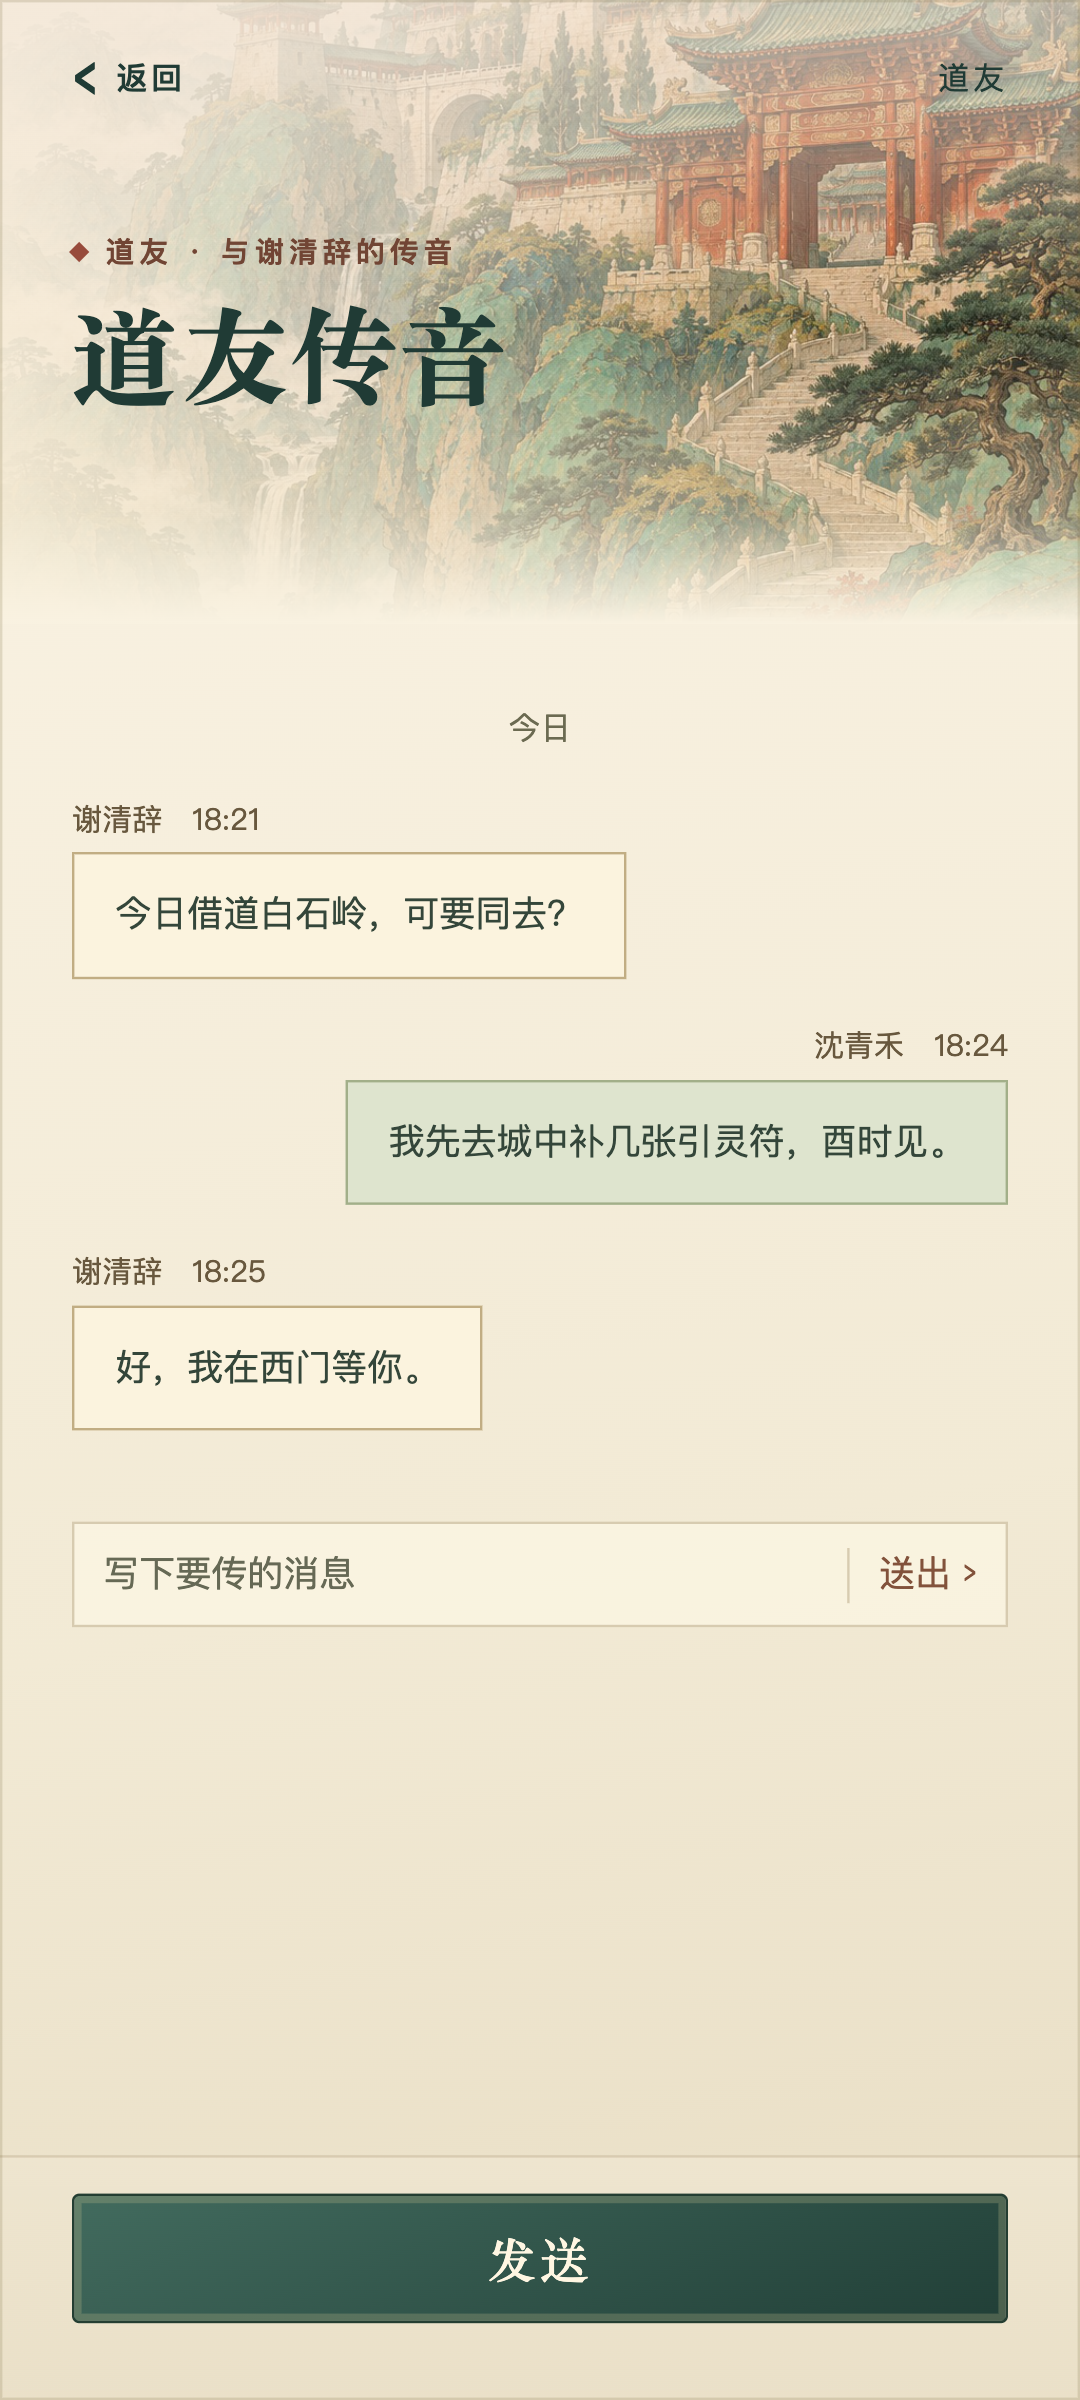 返回
道友
道友 · 与谢清辞的传音
道友传音
今日
谢清辞 18:21
今日借道白石岭，可要同去？
沈青禾 18:24
我先去城中补几张引灵符，酉时见。
谢清辞 18:25
好，我在西门等你。
写下要传的消息
送出 ›
发送